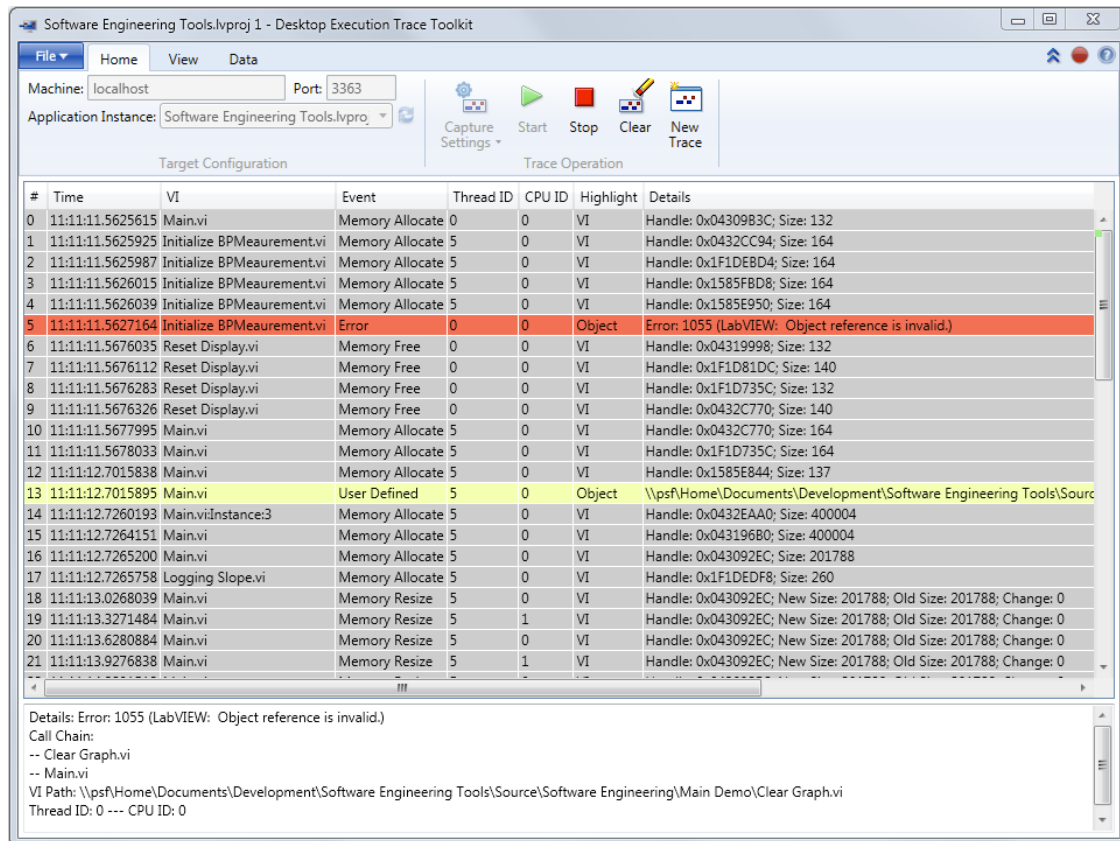 Software Engineering Tools.lvproj 1 - Desktop Execution Trace Toolkit
File Home View Data
Machine: localhost Port: 3363
Application Instance: Software Engineering Tools.lvproj
Capture Settings Start Stop Clear New Trace
Target Configuration Trace Operation
# Time VI Event Thread ID CPU ID Highlight Details
0 11:11:11.5625615 Main.vi Memory Allocate 0 0 VI Handle: 0x04309B3C; Size: 132
1 11:11:11.5625925 Initialize BPMeaurement.vi Memory Allocate 5 0 VI Handle: 0x0432CC94; Size: 164
2 11:11:11.5625987 Initialize BPMeaurement.vi Memory Allocate 5 0 VI Handle: 0x1F1DEBD4; Size: 164
3 11:11:11.5626015 Initialize BPMeaurement.vi Memory Allocate 5 0 VI Handle: 0x1585FBD8; Size: 164
4 11:11:11.5626039 Initialize BPMeaurement.vi Memory Allocate 5 0 VI Handle: 0x1585E950; Size: 164
5 11:11:11.5627164 Initialize BPMeaurement.vi Error 0 0 Object Error: 1055 (LabVIEW: Object reference is invalid.)
6 11:11:11.5676035 Reset Display.vi Memory Free 0 0 VI Handle: 0x04319998; Size: 132
7 11:11:11.5676112 Reset Display.vi Memory Free 0 0 VI Handle: 0x1F1D81DC; Size: 140
8 11:11:11.5676283 Reset Display.vi Memory Free 0 0 VI Handle: 0x1F1D735C; Size: 132
9 11:11:11.5676326 Reset Display.vi Memory Free 0 0 VI Handle: 0x0432C770; Size: 140
10 11:11:11.5677995 Main.vi Memory Allocate 5 0 VI Handle: 0x0432C770; Size: 164
11 11:11:11.5678033 Main.vi Memory Allocate 5 0 VI Handle: 0x1F1D735C; Size: 164
12 11:11:12.7015838 Main.vi Memory Allocate 5 0 VI Handle: 0x1585E844; Size: 137
13 11:11:12.7015895 Main.vi User Defined 5 0 Object \\psf\Home\Documents\Development\Software Engineering Tools\Sourc
14 11:11:12.7260193 Main.vi:Instance:3 Memory Allocate 5 0 VI Handle: 0x0432EAA0; Size: 400004
15 11:11:12.7264151 Main.vi Memory Allocate 5 0 VI Handle: 0x043196B0; Size: 400004
16 11:11:12.7265200 Main.vi Memory Allocate 5 0 VI Handle: 0x043092EC; Size: 201788
17 11:11:12.7265758 Logging Slope.vi Memory Allocate 5 0 VI Handle: 0x1F1DEDF8; Size: 260
18 11:11:13.0268039 Main.vi Memory Resize 5 0 VI Handle: 0x043092EC; New Size: 201788; Old Size: 201788; Change: 0
19 11:11:13.3271484 Main.vi Memory Resize 5 1 VI Handle: 0x043092EC; New Size: 201788; Old Size: 201788; Change: 0
20 11:11:13.6280884 Main.vi Memory Resize 5 0 VI Handle: 0x043092EC; New Size: 201788; Old Size: 201788; Change: 0
21 11:11:13.9276838 Main.vi Memory Resize 5 1 VI Handle: 0x043092EC; New Size: 201788; Old Size: 201788; Change: 0
Details: Error: 1055 (LabVIEW: Object reference is invalid.)
Call Chain:
-- Clear Graph.vi
-- Main.vi
VI Path: \\psf\Home\Documents\Development\Software Engineering Tools\Source\Software Engineering\Main Demo\Clear Graph.vi
Thread ID: 0 --- CPU ID: 0